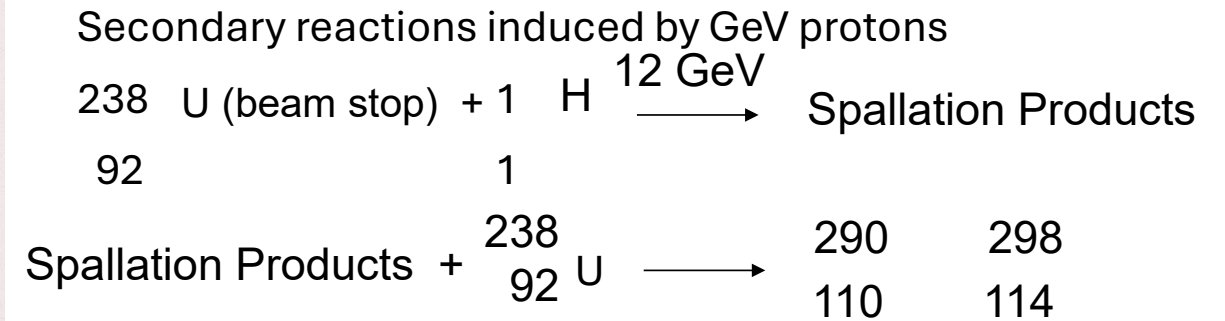 Secondary reactions induced by GeV protons
238 U (beam stop) + 1 H 12 GeV Spallation Products
92 1
Spallation Products + 238 U 290 298
92 110 114